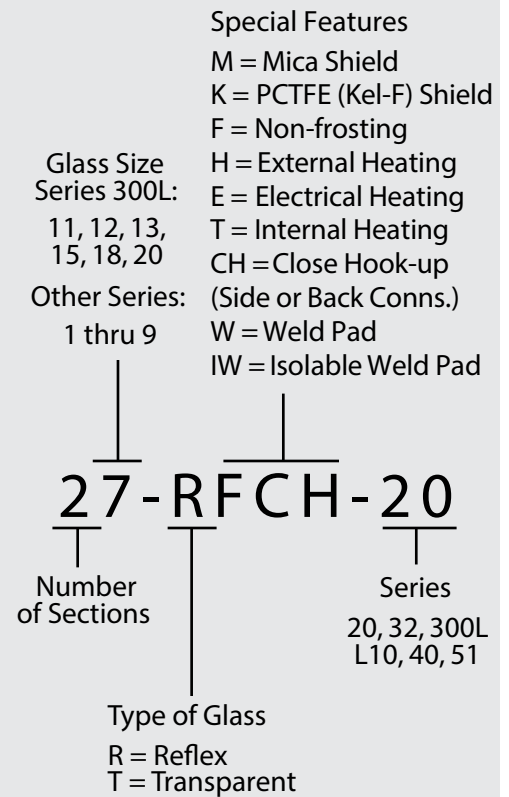 Special Features
M = Mica Shield
K = PCTFE (Kel-F) Shield
F = Non-frosting
H = External Heating
E = Electrical Heating
T = Internal Heating
CH = Close Hook-up
(Side or Back Conns.)
W = Weld Pad
IW = Isolable Weld Pad
Glass Size
Series 300L:
11, 12, 13,
15, 18, 20
Other Series:
1 thru 9
27-RFCH-20
Number
of Sections
Series
20, 32, 300L
L10, 40, 51
Type of Glass
R = Reflex
T = Transparent